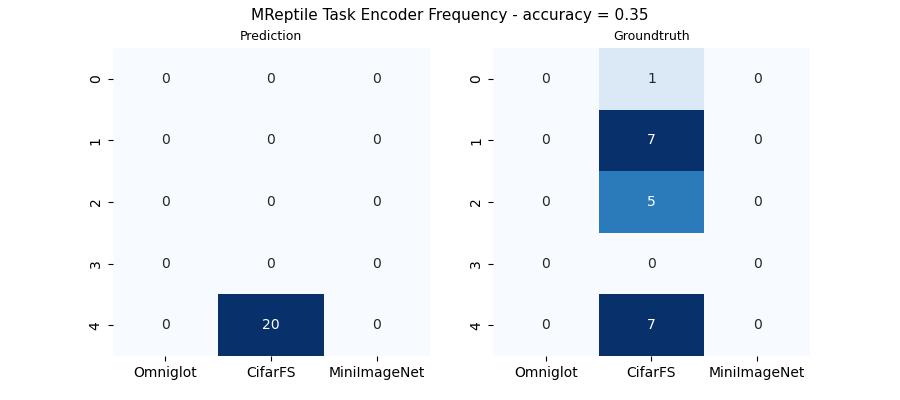 MReptile Task Encoder Frequency - accuracy = 0.35
Prediction
Groundtruth
0 0 0 0
0 0 1 0
1 0 0 0
1 0 7 0
2 0 0 0
2 0 5 0
3 0 0 0
3 0 0 0
4 0 20 0
4 0 7 0
Omniglot CifarFS MiniImageNet
Omniglot CifarFS MiniImageNet